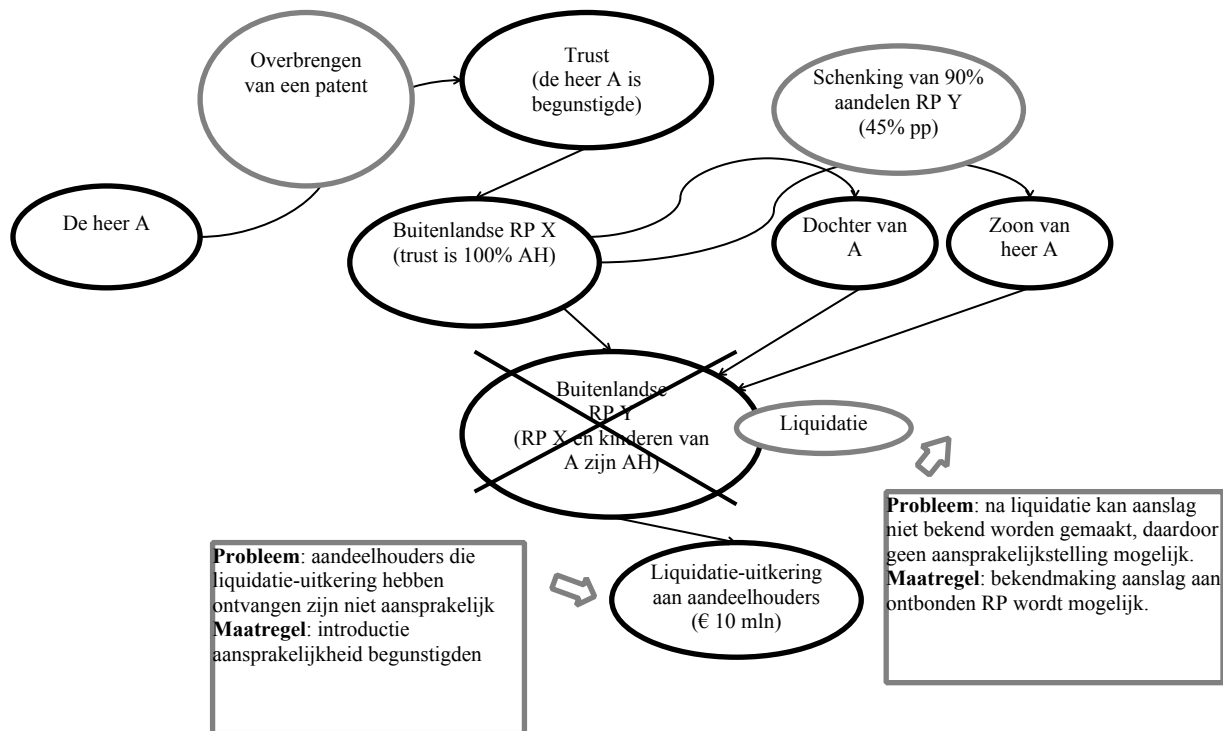 Overbrengen
van een patent
Trust
(de heer A is
begunstigde)
Schenking van 90%
aandelen RP Y
(45% pp)
De heer A
Buitenlandse RP X
(trust is 100% AH)
Dochter van
A
Zoon van
heer A
Buitenlandse
RP Y
(RP X en kinderen van
A zijn AH)
Liquidatie
Probleem: aandeelhouders die
liquidatie-uitkering hebben
ontvangen zijn niet aansprakelijk
Maatregel: introductie
aansprakelijkheid begunstigden
Liquidatie-uitkering
aan aandeelhouders
(€ 10 mln)
Probleem: na liquidatie kan aanslag
niet bekend worden gemaakt, daardoor
geen aansprakelijkstelling mogelijk.
Maatregel: bekendmaking aanslag aan
ontbonden RP wordt mogelijk.